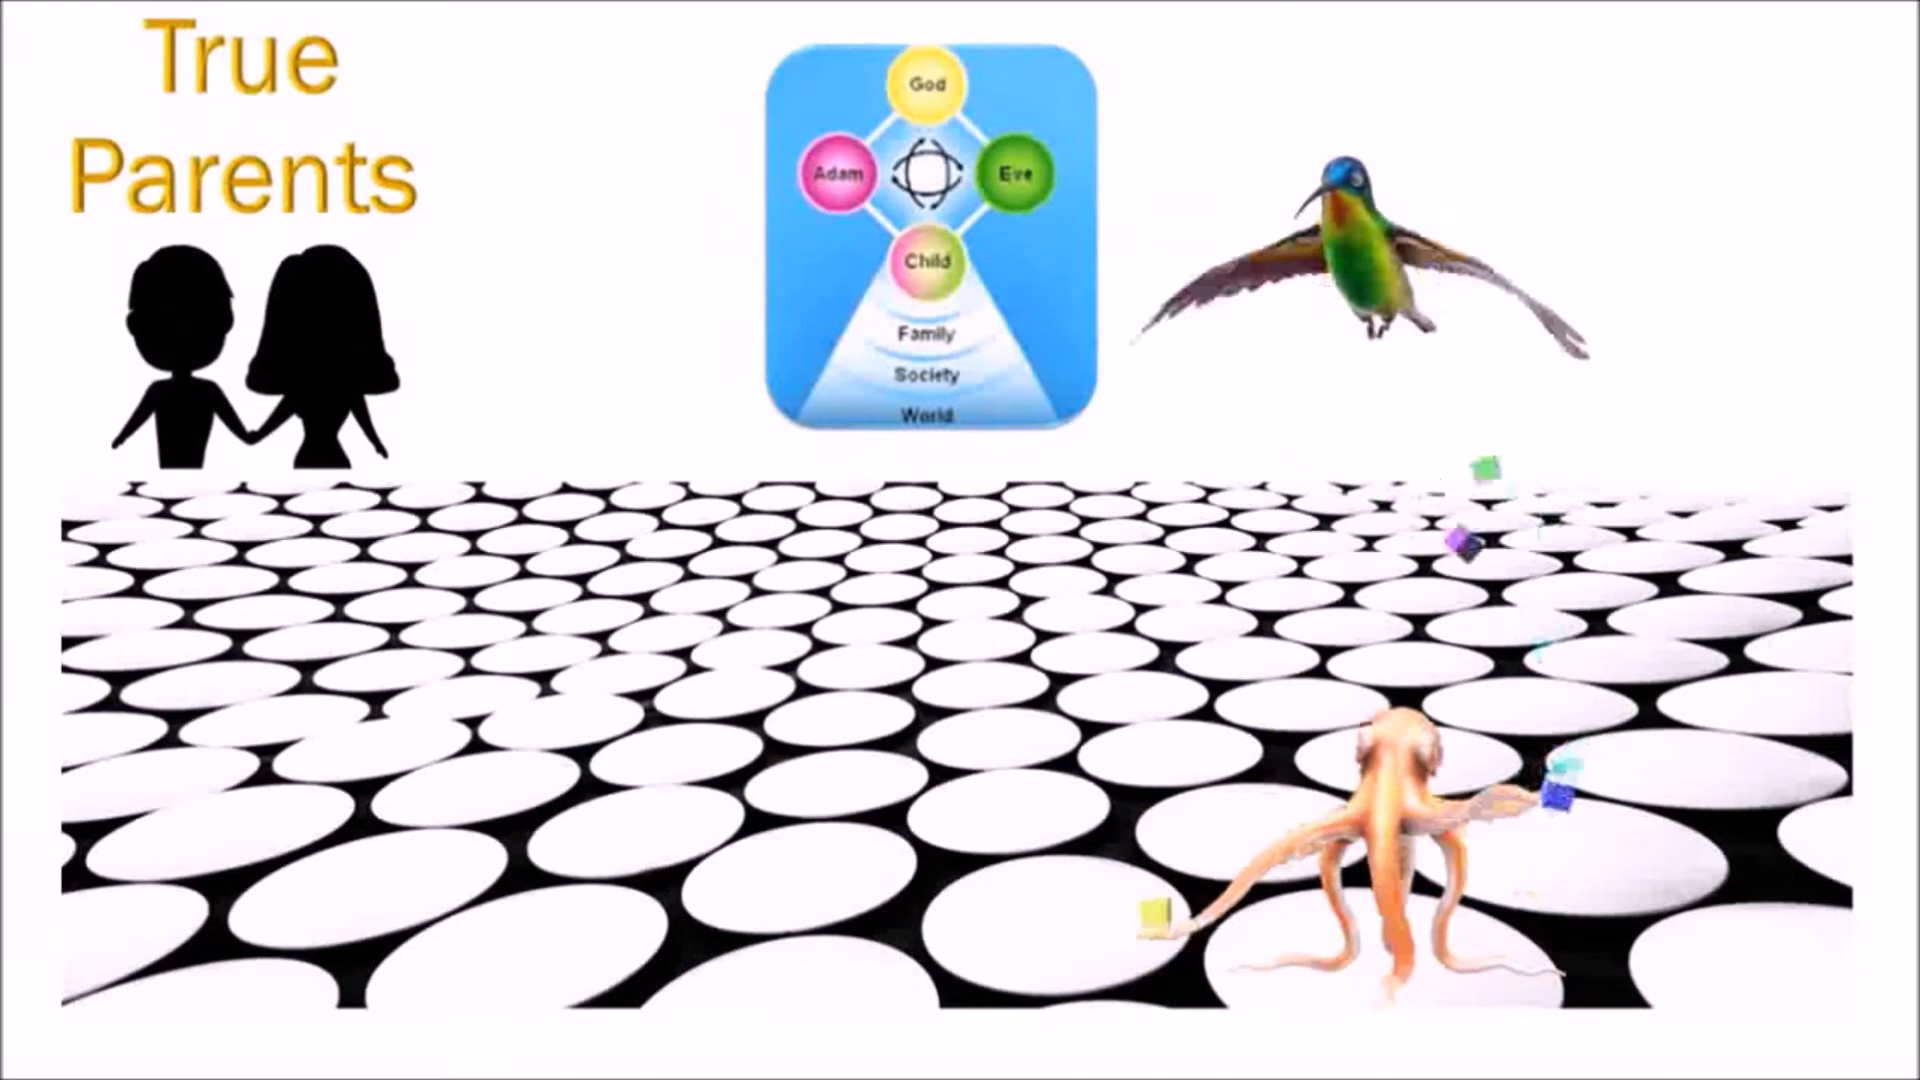 True
Parents
God
Adam
Eve
Child
Family
Society
World